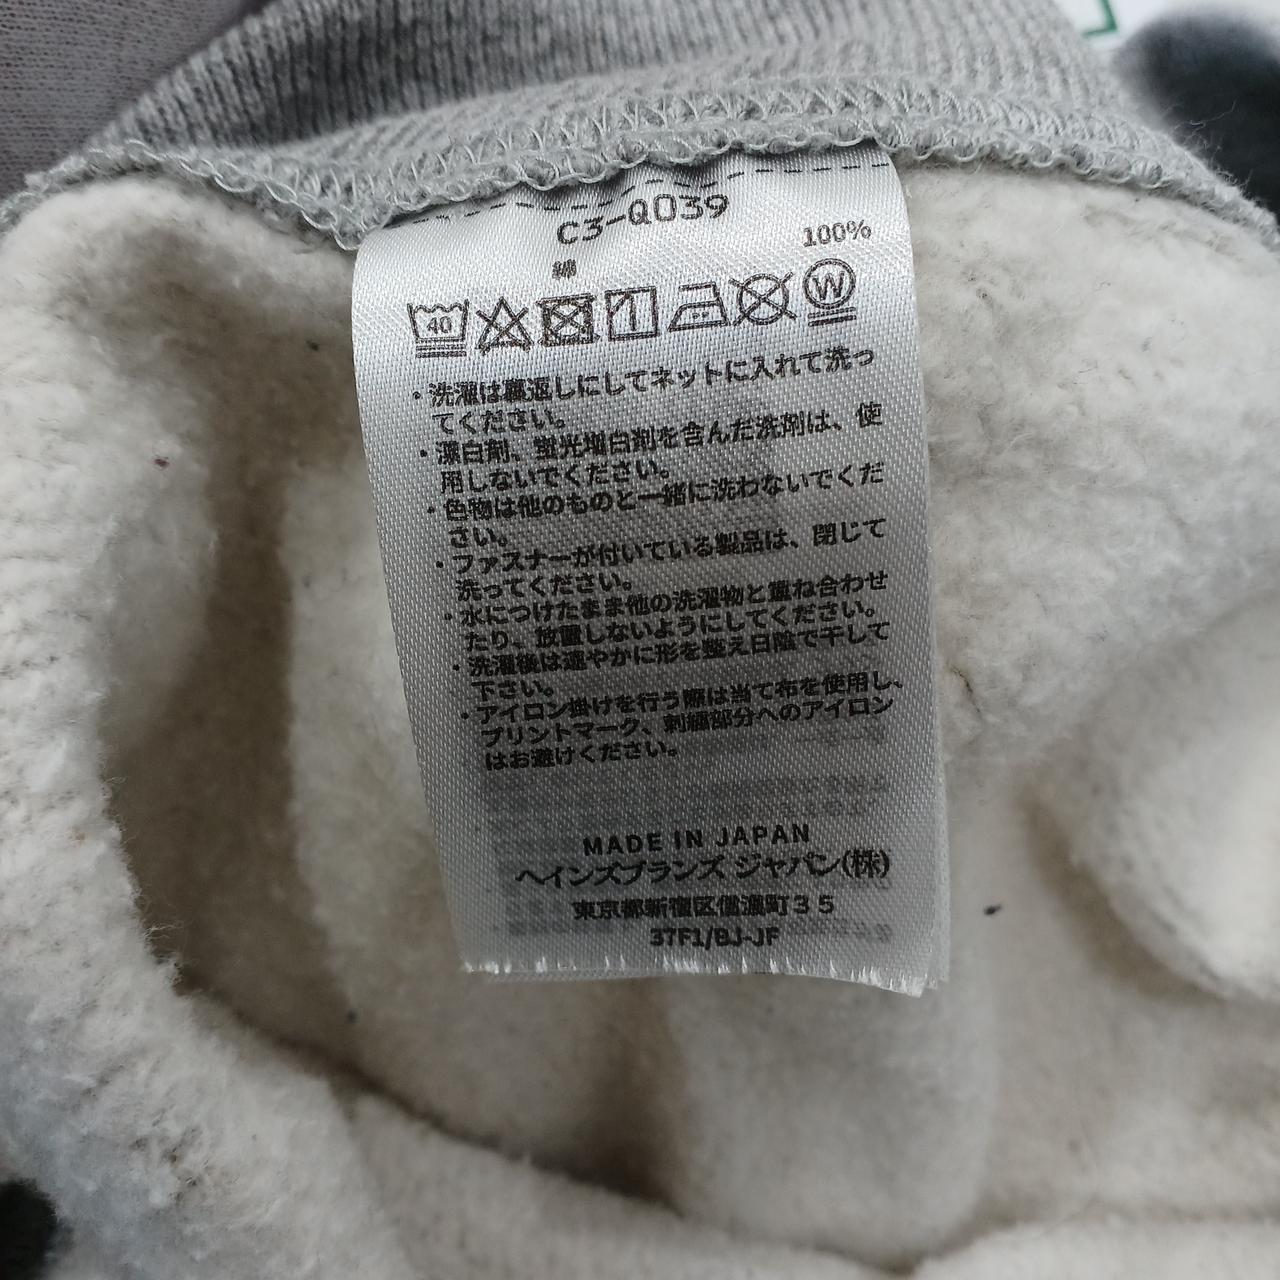 C3-Q039
綿 100%
40 W
・洗濯は裏返しにしてネットに入れて洗っ
てください。
・漂白剤、蛍光増白剤を含んだ洗剤は、使
用しないでください。
・色物は他のものと一緒に洗わないでくだ
さい。
・ファスナーが付いている製品は、閉じて
洗ってください。
・水につけたまま他の洗濯物と重ね合わせ
たり、放置しないようにしてください。
・洗濯後は速やかに形を整え日陰で干して
下さい。
・アイロン掛けを行う際は当て布を使用し、
プリントマーク、刺繍部分へのアイロン
はお避けください。
MADE IN JAPAN
ヘインズブランズ ジャパン(株)
東京都新宿区信濃町35
37F1/BJ-JF